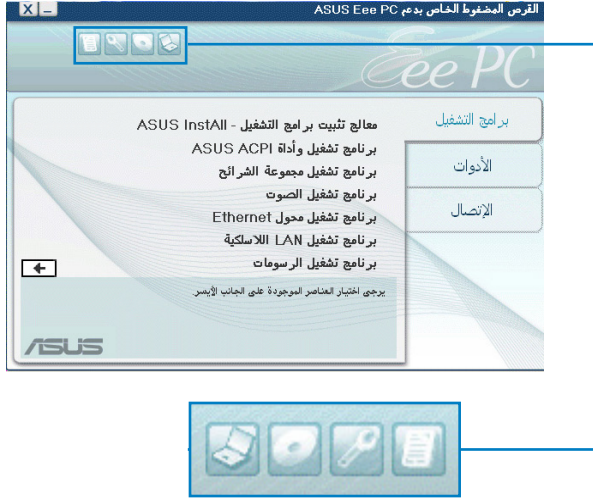 القرص المضغوط الخاص بدعم ASUS Eee PC
Eee PC
برامج التشغيل
الأدوات
الإتصال
معالج تثبيت برامج التشغيل - ASUS InstAll
برنامج تشغيل وأداة ASUS ACPI
برنامج تشغيل مجموعة الشرائح
برنامج تشغيل الصوت
برنامج تشغيل محول Ethernet
برنامج تشغيل LAN اللاسلكية
برنامج تشغيل الرسومات
يرجى اختيار العناصر الموجودة على الجانب الأيسر.
ASUS